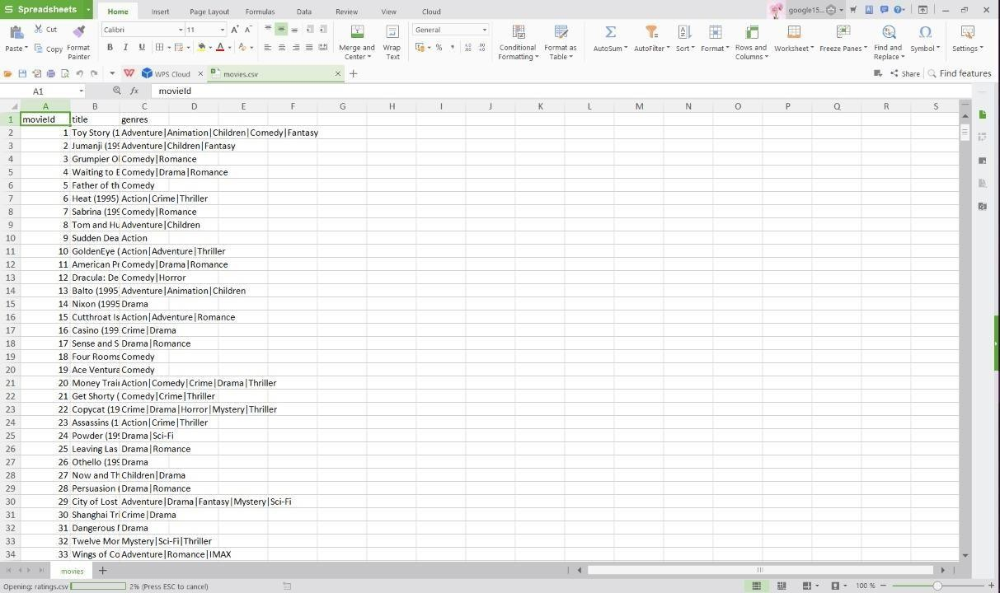 Spreadsheets Home Insert Page Layout Formulas Data Review View Cloud google15...
Cut Calibri 11 General
Paste Copy Format Painter B I U Merge and Center Wrap Text % Conditional Formatting Format as Table AutoSum AutoFilter Sort Format Rows and Columns Worksheet Freeze Panes Find and Replace Symbol Settings
WPS Cloud movies.csv Share Find features
A1 fx movieId
A B C D E F G H I J K L M N O P Q R S
1 movieId title genres
2 1 Toy Story (1 Adventure|Animation|Children|Comedy|Fantasy
3 2 Jumanji (199 Adventure|Children|Fantasy
4 3 Grumpier Ol Comedy|Romance
5 4 Waiting to E Comedy|Drama|Romance
6 5 Father of th Comedy
7 6 Heat (1995) Action|Crime|Thriller
8 7 Sabrina (199 Comedy|Romance
9 8 Tom and Hu Adventure|Children
10 9 Sudden Dea Action
11 10 GoldenEye ( Action|Adventure|Thriller
12 11 American Pr Comedy|Drama|Romance
13 12 Dracula: De Comedy|Horror
14 13 Balto (1995 Adventure|Animation|Children
15 14 Nixon (1995 Drama
16 15 Cutthroat Is Action|Adventure|Romance
17 16 Casino (199 Crime|Drama
18 17 Sense and S Drama|Romance
19 18 Four Rooms Comedy
20 19 Ace Ventura Comedy
21 20 Money Trai Action|Comedy|Crime|Drama|Thriller
22 21 Get Shorty ( Comedy|Crime|Thriller
23 22 Copycat (19 Crime|Drama|Horror|Mystery|Thriller
24 23 Assassins (1 Action|Crime|Thriller
25 24 Powder (199 Drama|Sci-Fi
26 25 Leaving Las Drama|Romance
27 26 Othello (199 Drama
28 27 Now and Th Children|Drama
29 28 Persuasion ( Drama|Romance
30 29 City of Lost Adventure|Drama|Fantasy|Mystery|Sci-Fi
31 30 Shanghai Tri Crime|Drama
32 31 Dangerous Drama
33 32 Twelve Mon Mystery|Sci-Fi|Thriller
34 33 Wings of Co Adventure|Romance|IMAX
movies
Opening: ratings.csv 2% (Press ESC to cancel) 100 %